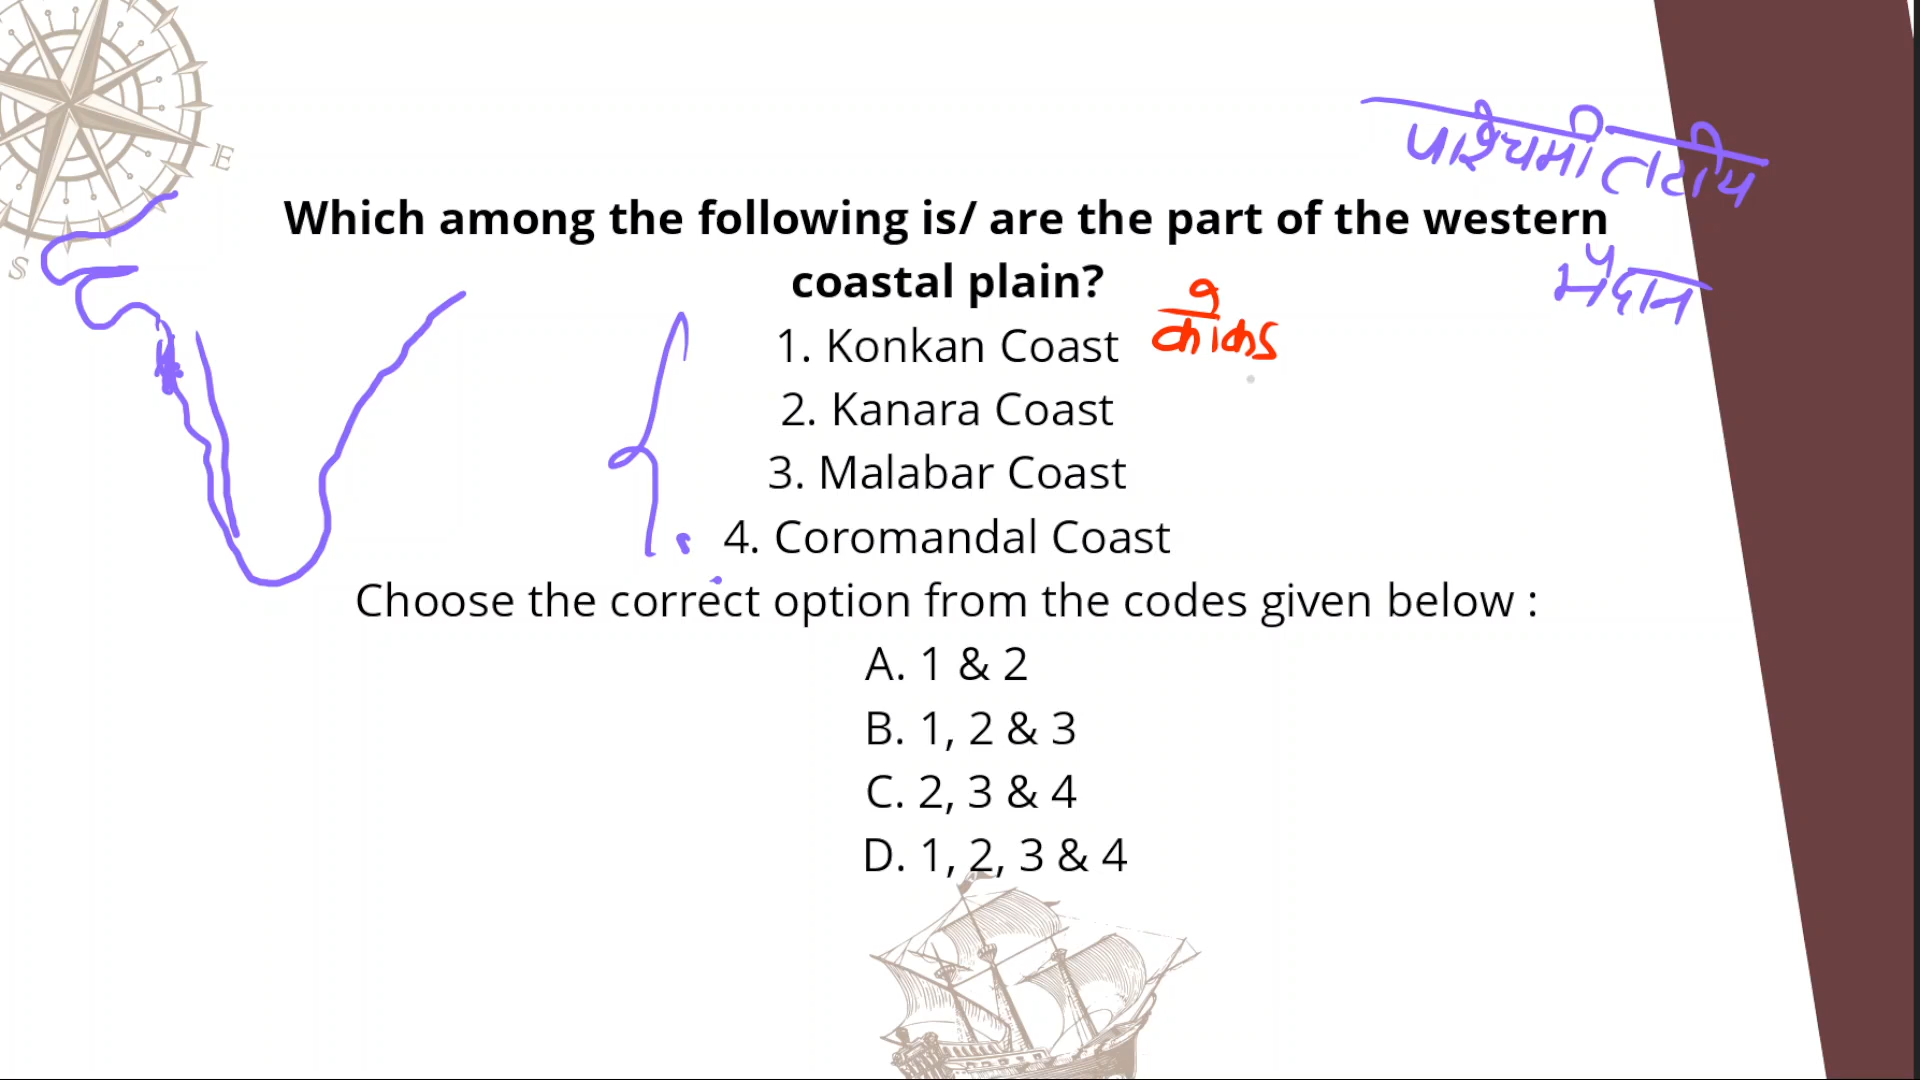 E
S
पश्चिमी तटीय
मैदान
Which among the following is/ are the part of the western
coastal plain?
1. Konkan Coast
2. Kanara Coast
3. Malabar Coast
4. Coromandal Coast
Choose the correct option from the codes given below :
A. 1 & 2
B. 1, 2 & 3
C. 2, 3 & 4
D. 1, 2, 3 & 4